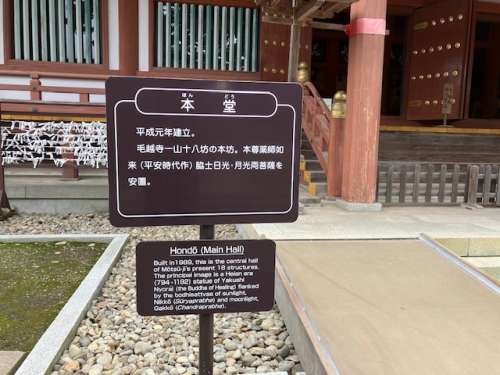 ほん どう
本 堂
平成元年建立。
毛越寺一山十八坊の本坊。本尊薬師如
来（平安時代作）脇士日光・月光両菩薩を
安置。
Hondō (Main Hall)
Built in 1989, this is the central hall
of Mōtsū-ji's present 18 structures.
The principal image is a Heian era
(794-1192) statue of Yakushi
Nyorai (the Buddha of Healing) flanked
by the bodhisattvas of sunlight,
Nikkō (Sūryaprabha) and moonlight,
Gakkō (Chandraprabha).